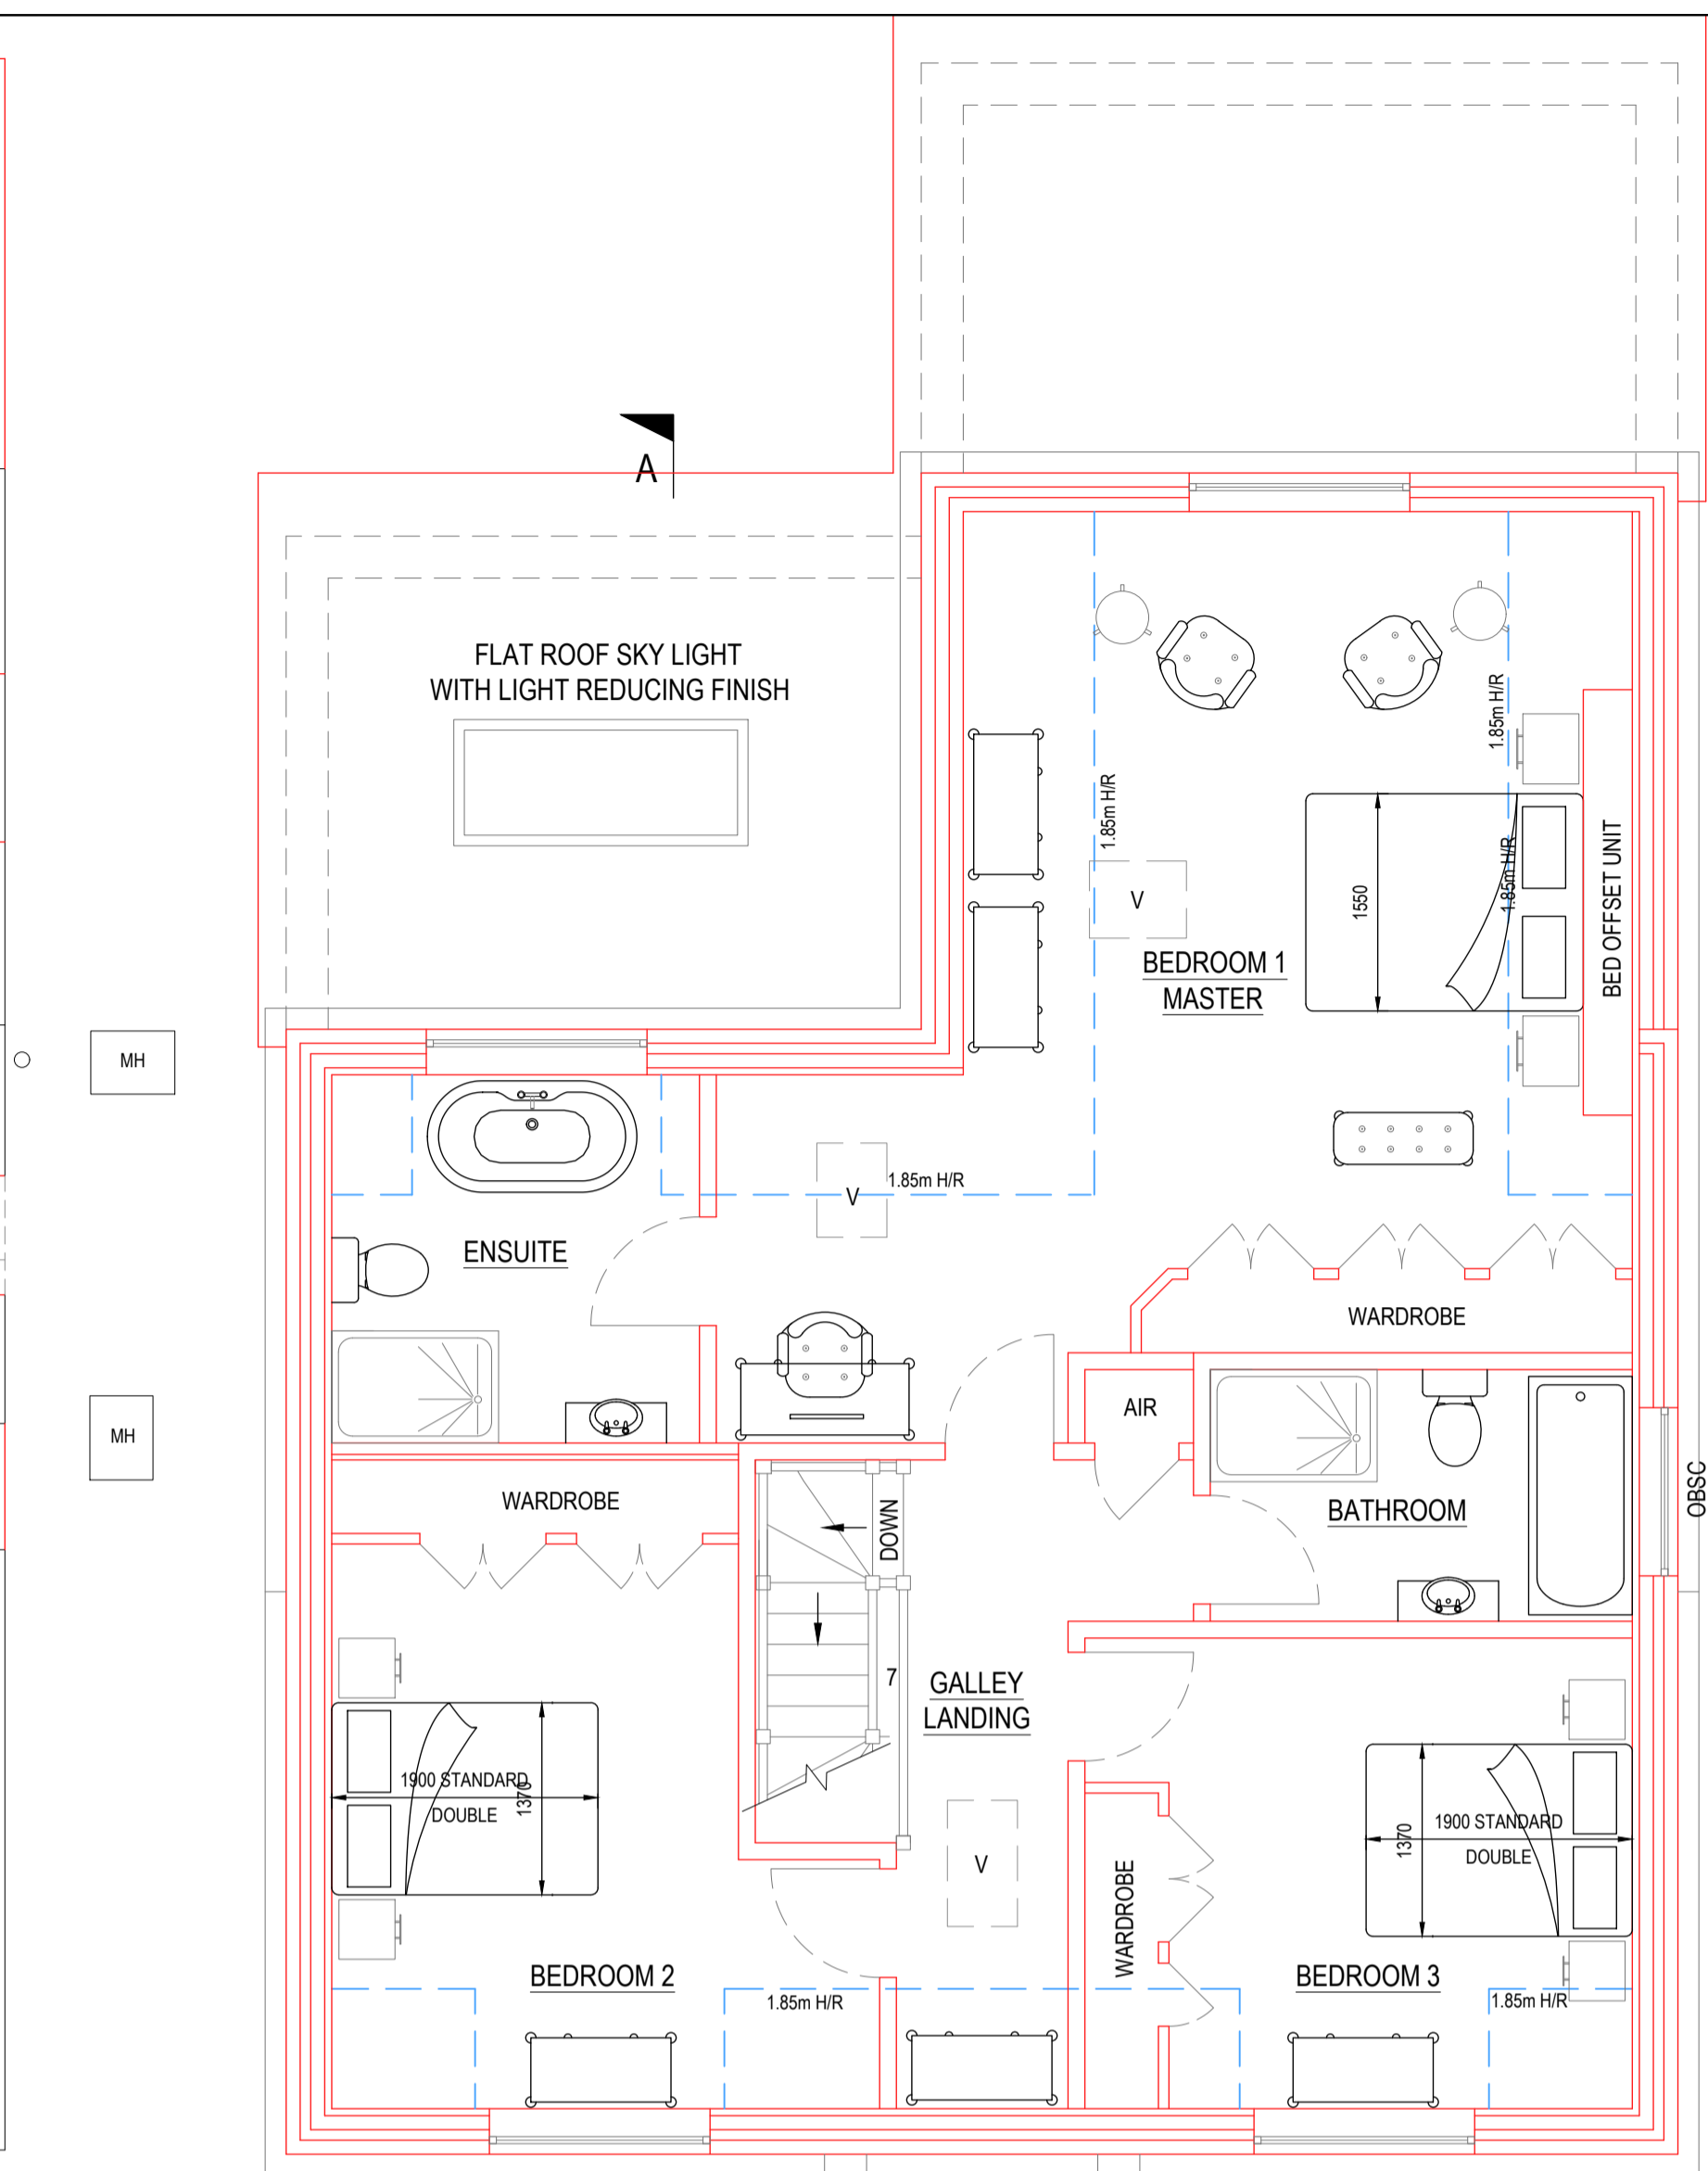 A
FLAT ROOF SKY LIGHT
WITH LIGHT REDUCING FINISH
1.85m H/R
1.85m H/R
1.85m H/R
V
1550
BED OFFSET UNIT
BEDROOM 1
MASTER
MH
1.85m H/R
V
ENSUITE
WARDROBE
MH
AIR
OBSC
WARDROBE
BATHROOM
DOWN
7
GALLEY
LANDING
1900 STANDARD
DOUBLE
1370
1370
1900 STANDARD
DOUBLE
V
WARDROBE
BEDROOM 2
BEDROOM 3
1.85m H/R
1.85m H/R